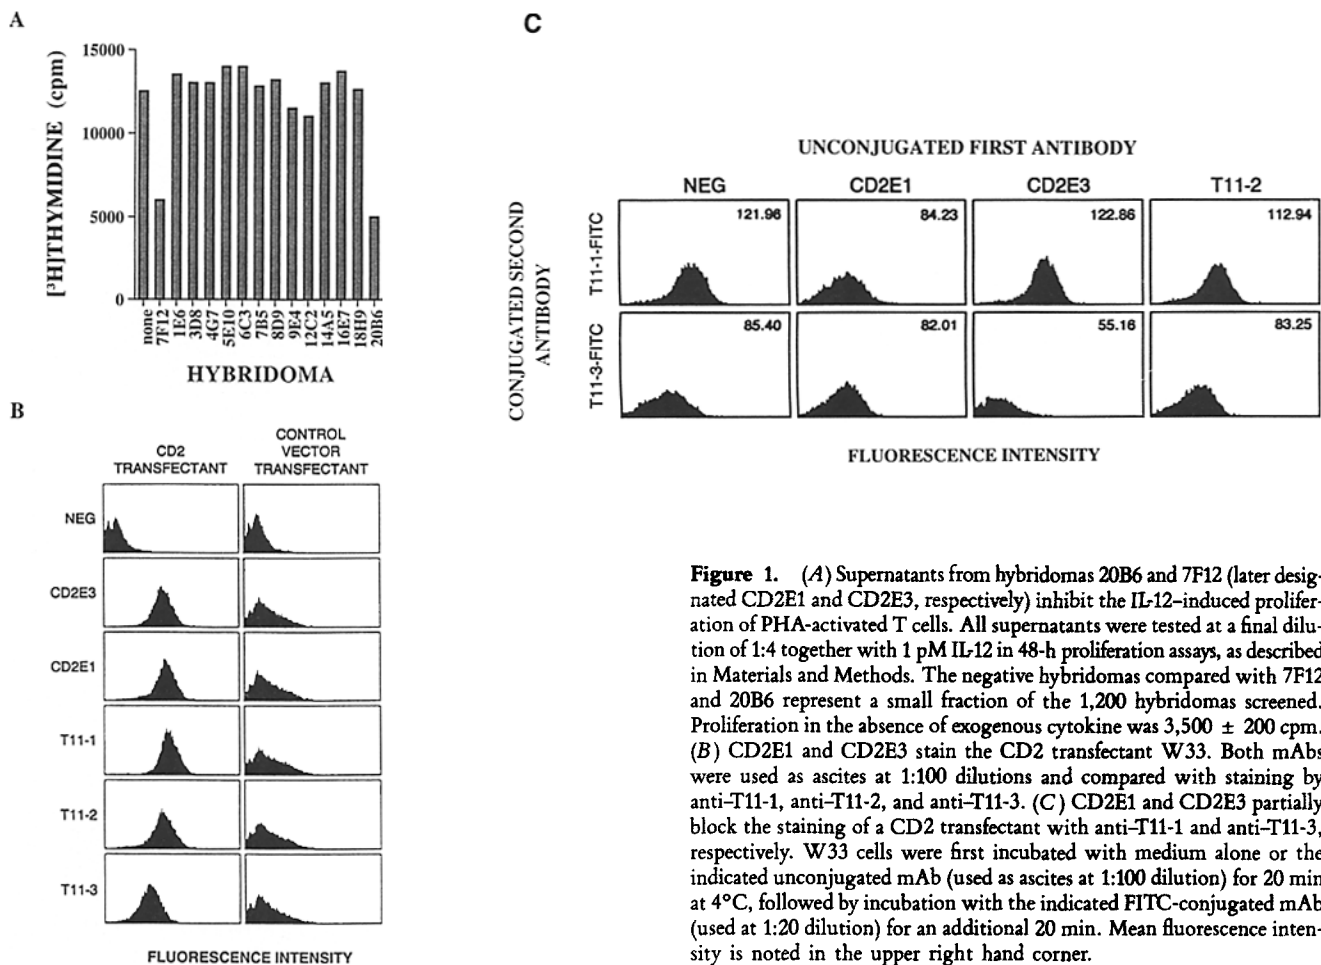 A
15000
10000
5000
0
[³H]THYMIDINE (cpm)
none
7F12
1E6
3D8
4G7
5E10
6C3
7B5
8D9
9E4
12C2
14A5
16E7
18H9
20B6
HYBRIDOMA
B
CD2
TRANSFECTANT
CONTROL
VECTOR
TRANSFECTANT
NEG
CD2E3
CD2E1
T11-1
T11-2
T11-3
FLUORESCENCE INTENSITY
C
UNCONJUGATED FIRST ANTIBODY
NEG CD2E1 CD2E3 T11-2
CONJUGATED SECOND
ANTIBODY
T11-1-FITC
121.96 84.23 122.86 112.94
T11-3-FITC
85.40 82.01 55.16 83.25
FLUORESCENCE INTENSITY
Figure 1. (A) Supernatants from hybridomas 20B6 and 7F12 (later desig-
nated CD2E1 and CD2E3, respectively) inhibit the IL-12–induced prolifer-
ation of PHA-activated T cells. All supernatants were tested at a final dilu-
tion of 1:4 together with 1 pM IL-12 in 48-h proliferation assays, as described
in Materials and Methods. The negative hybridomas compared with 7F12
and 20B6 represent a small fraction of the 1,200 hybridomas screened.
Proliferation in the absence of exogenous cytokine was 3,500 ± 200 cpm.
(B) CD2E1 and CD2E3 stain the CD2 transfectant W33. Both mAbs
were used as ascites at 1:100 dilutions and compared with staining by
anti–T11-1, anti–T11-2, and anti–T11-3. (C) CD2E1 and CD2E3 partially
block the staining of a CD2 transfectant with anti–T11-1 and anti–T11-3,
respectively. W33 cells were first incubated with medium alone or the
indicated unconjugated mAb (used as ascites at 1:100 dilution) for 20 min
at 4°C, followed by incubation with the indicated FITC-conjugated mAb
(used at 1:20 dilution) for an additional 20 min. Mean fluorescence inten-
sity is noted in the upper right hand corner.